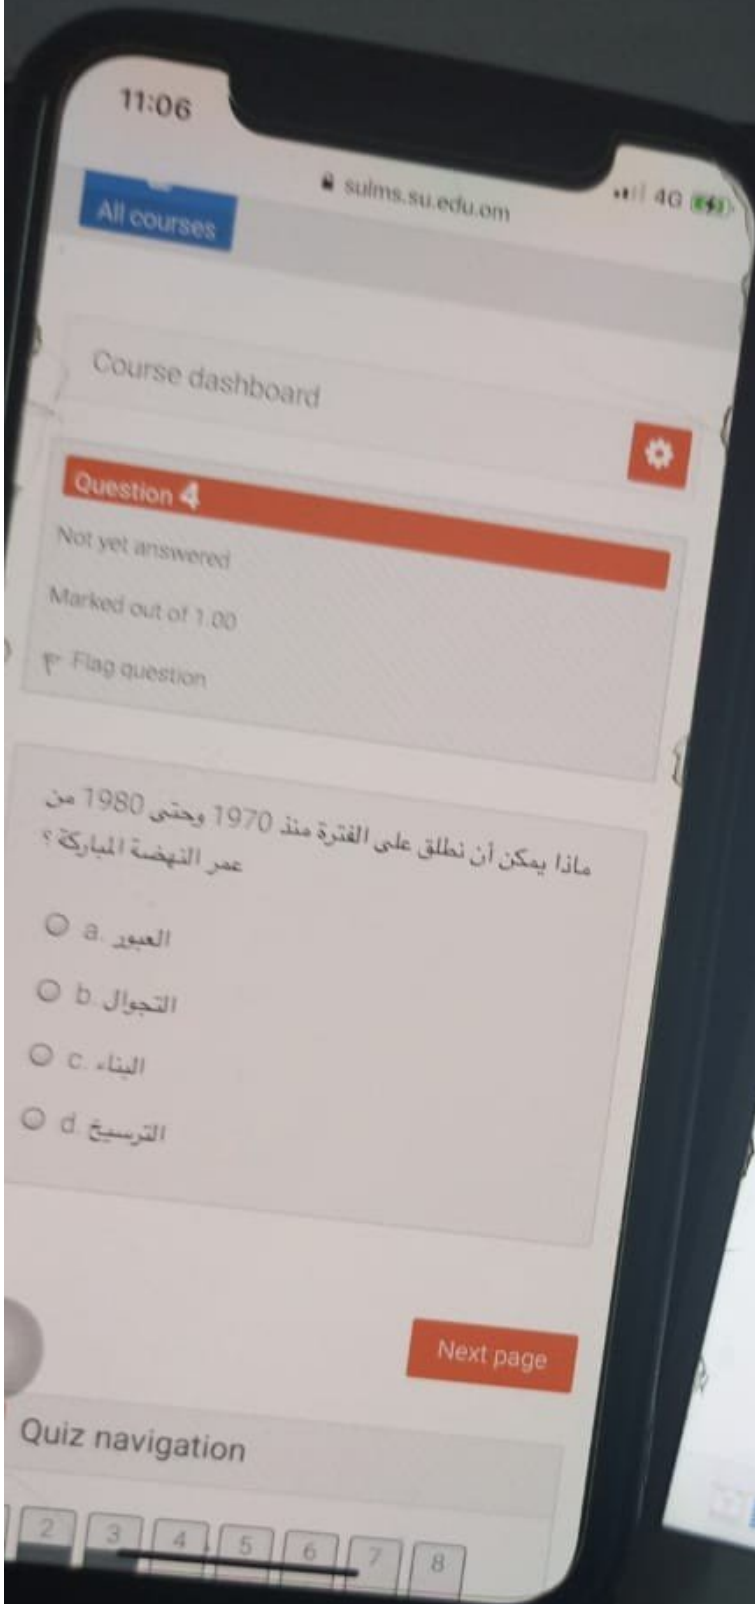 11:06
sulms.su.edu.om
4G
All courses
Course dashboard
Question 4
Not yet answered
Marked out of 1.00
Flag question
ماذا يمكن أن نطلق على الفترة منذ 1970 وحتى 1980 من
عمر النهضة المباركة ؟
a. العبور
b. التجوال
c. البناء
d. الترسيخ
Next page
Quiz navigation
2 3 4 5 6 7 8